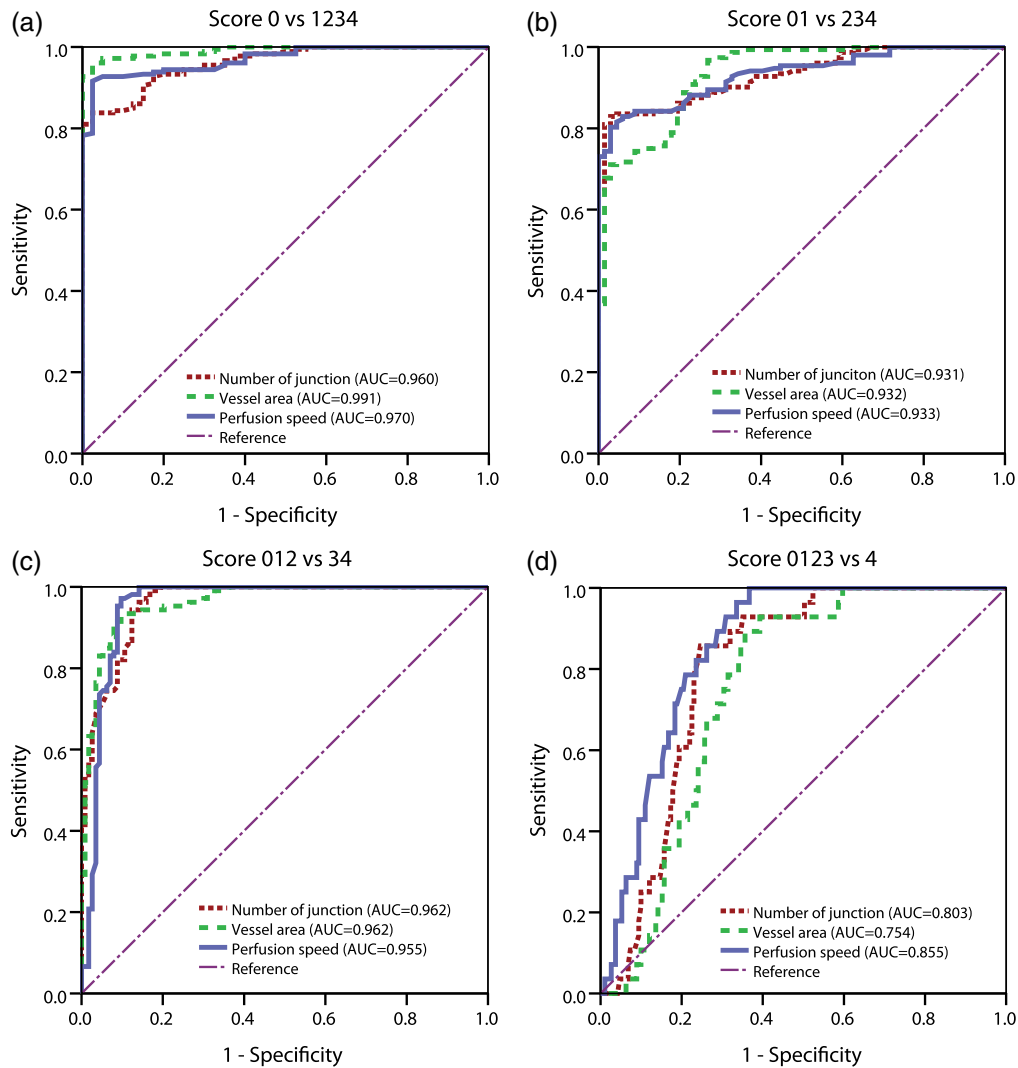 (a)
Score 0 vs 1234
1.0
0.8
0.6
0.4
0.2
0.0
Sensitivity
Number of junction (AUC=0.960)
Vessel area (AUC=0.991)
Perfusion speed (AUC=0.970)
Reference
0.0 0.2 0.4 0.6 0.8 1.0
1 - Specificity
(b)
Score 01 vs 234
1.0
0.8
0.6
0.4
0.2
0.0
Sensitivity
Number of junciton (AUC=0.931)
Vessel area (AUC=0.932)
Perfusion speed (AUC=0.933)
Reference
0.0 0.2 0.4 0.6 0.8 1.0
1 - Specificity
(c)
Score 012 vs 34
1.0
0.8
0.6
0.4
0.2
0.0
Sensitivity
Number of junction (AUC=0.962)
Vessel area (AUC=0.962)
Perfusion speed (AUC=0.955)
Reference
0.0 0.2 0.4 0.6 0.8 1.0
1 - Specificity
(d)
Score 0123 vs 4
1.0
0.8
0.6
0.4
0.2
0.0
Sensitivity
Number of junction (AUC=0.803)
Vessel area (AUC=0.754)
Perfusion speed (AUC=0.855)
Reference
0.0 0.2 0.4 0.6 0.8 1.0
1 - Specificity